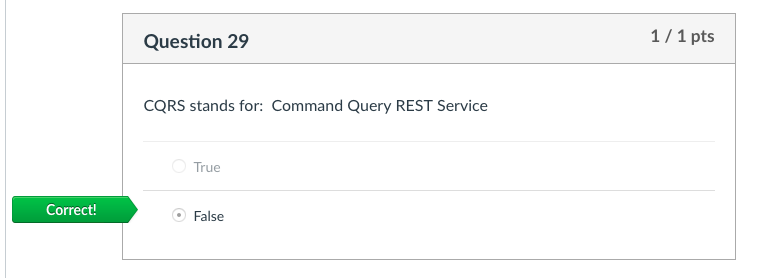 Question 29
1 / 1 pts
CQRS stands for: Command Query REST Service
True
Correct!
False